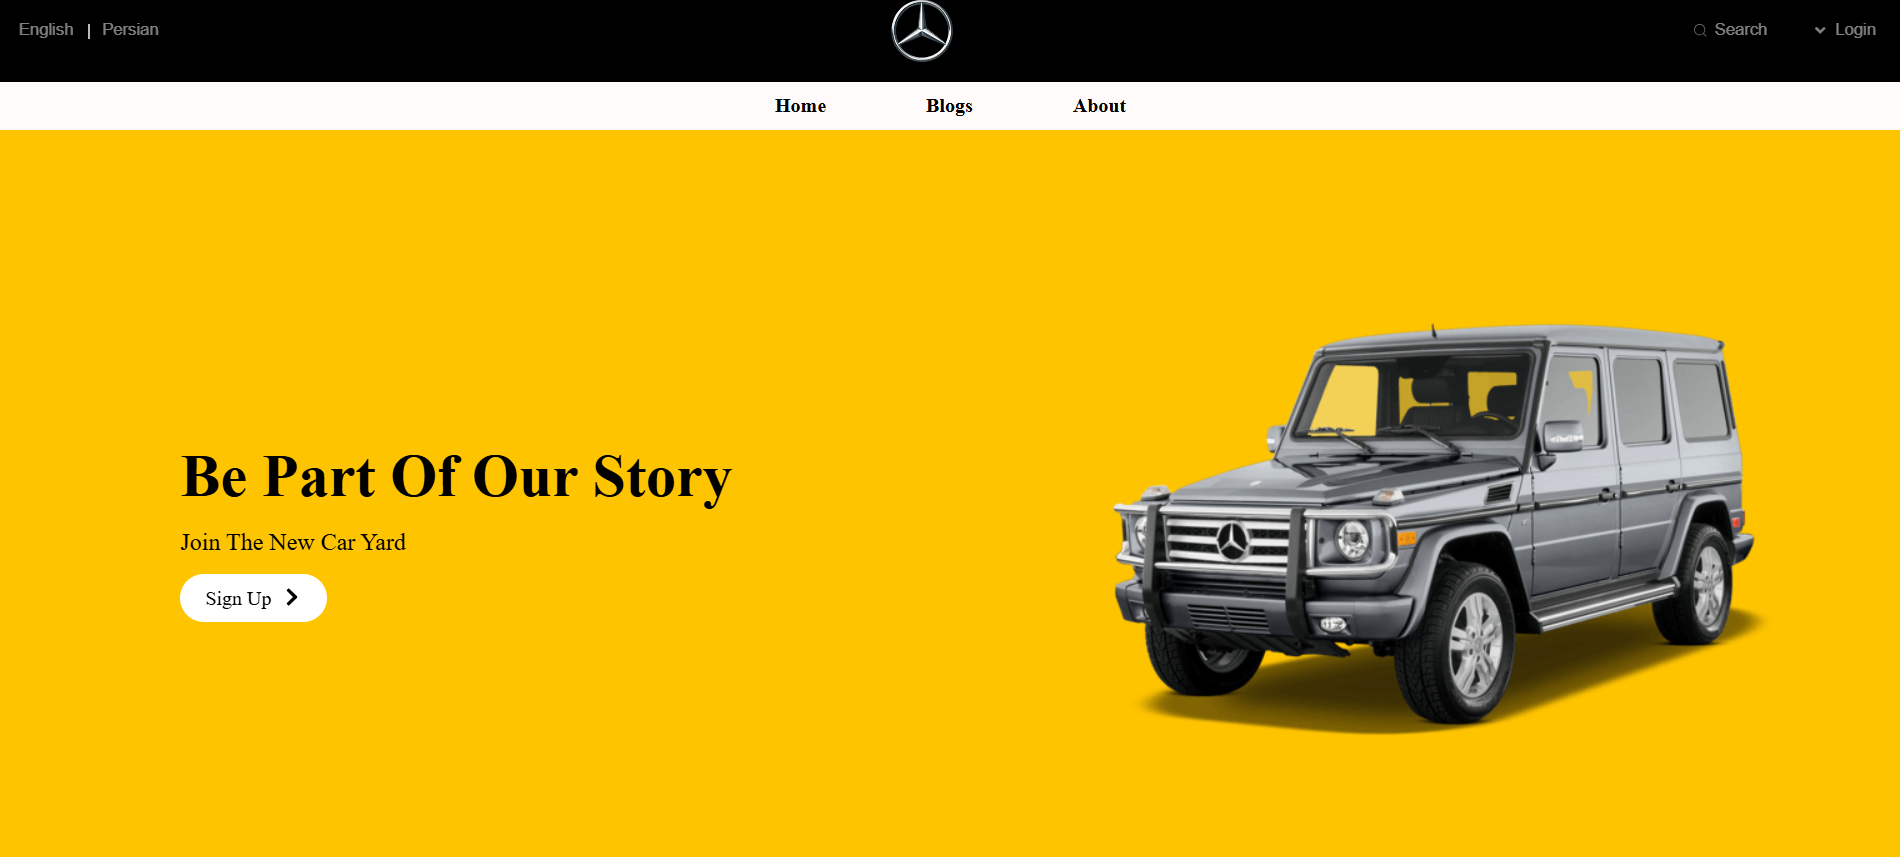 English | Persian
Search
Login
Home
Blogs
About
Be Part Of Our Story
Join The New Car Yard
Sign Up